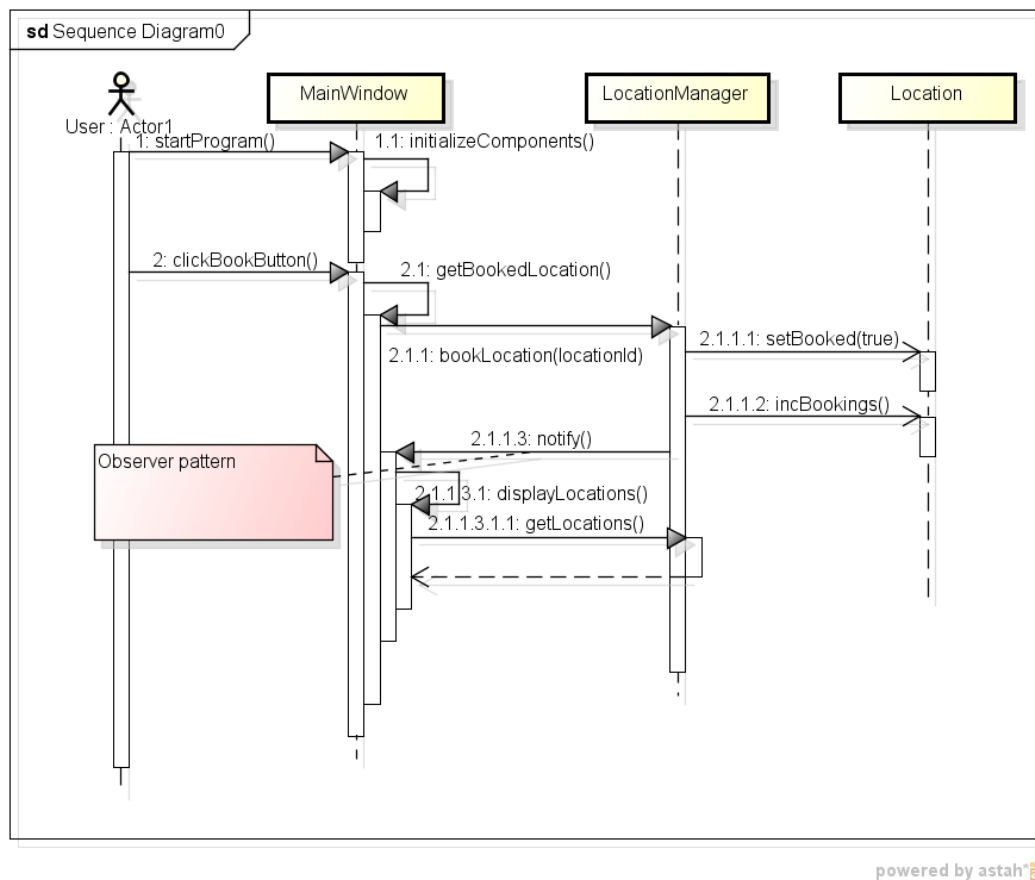 sd Sequence Diagram0
MainWindow
LocationManager
Location
User : Actor1
1: startProgram()
1.1: initializeComponents()
2: clickBookButton()
2.1: getBookedLocation()
2.1.1: bookLocation(locationId)
2.1.1.1: setBooked(true)
2.1.1.2: incBookings()
2.1.1.3: notify()
Observer pattern
2.1.1.3.1: displayLocations()
2.1.1.3.1.1: getLocations()
powered by astah*